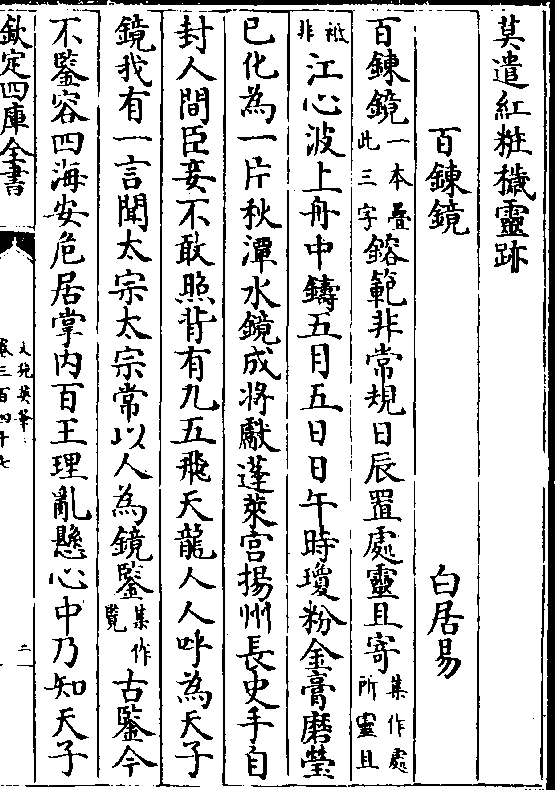 莫遣紅粧穢靈跡
百鍊鏡 白居易
百鍊鏡一本疊此三字鎔範非常規日辰置處靈且寄集作處所靈且
祗非江心波上舟中鑄五月五日日午時瓊粉金膏磨瑩
已化為一片秋潭水鏡成將獻蓬萊宫揚州長史手自
封人間臣妾不敢照背有九五飛天龍人人呼為天子
鏡我有一言聞太宗太宗常以人為鏡鑒集作覽古鑒今
不鑒容四海安危居掌内百王理亂懸心中乃知天子
欽定四庫全書
文苑英華
卷三百四十七
二